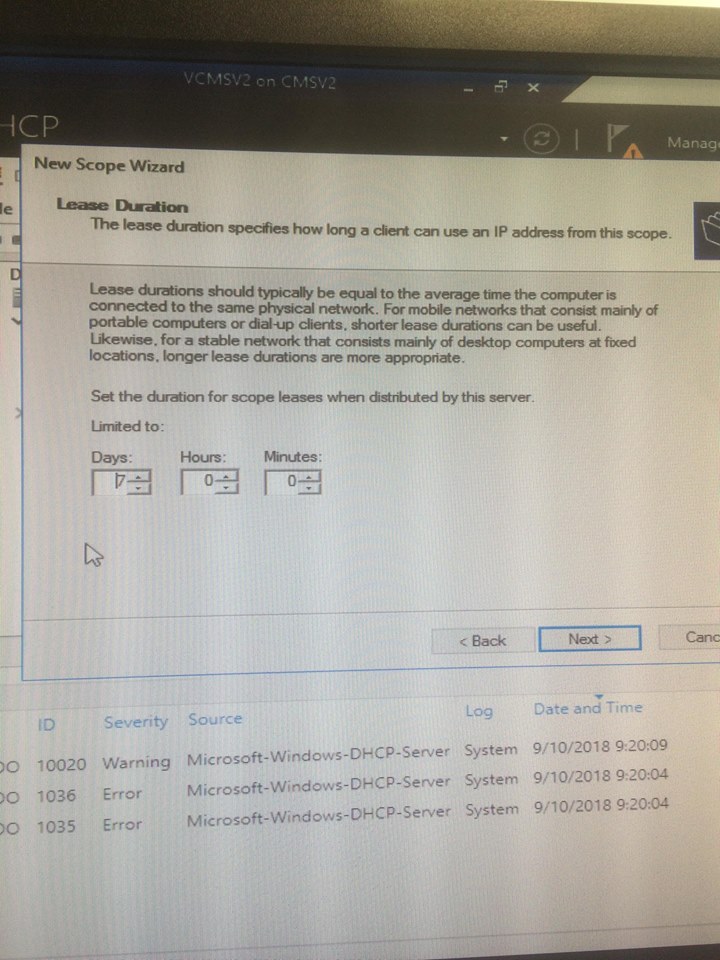 VCMSV2 on CMSV2
HCP
Manag
New Scope Wizard
Lease Duration
The lease duration specifies how long a client can use an IP address from this scope.
Lease durations should typically be equal to the average time the computer is
connected to the same physical network. For mobile networks that consist mainly of
portable computers or dial-up clients, shorter lease durations can be useful.
Likewise, for a stable network that consists mainly of desktop computers at fixed
locations, longer lease durations are more appropriate.
Set the duration for scope leases when distributed by this server.
Limited to:
Days: Hours: Minutes:
7 0 0
< Back Next > Canc
ID Severity Source Log Date and Time
10020 Warning Microsoft-Windows-DHCP-Server System 9/10/2018 9:20:09
1036 Error Microsoft-Windows-DHCP-Server System 9/10/2018 9:20:04
1035 Error Microsoft-Windows-DHCP-Server System 9/10/2018 9:20:04